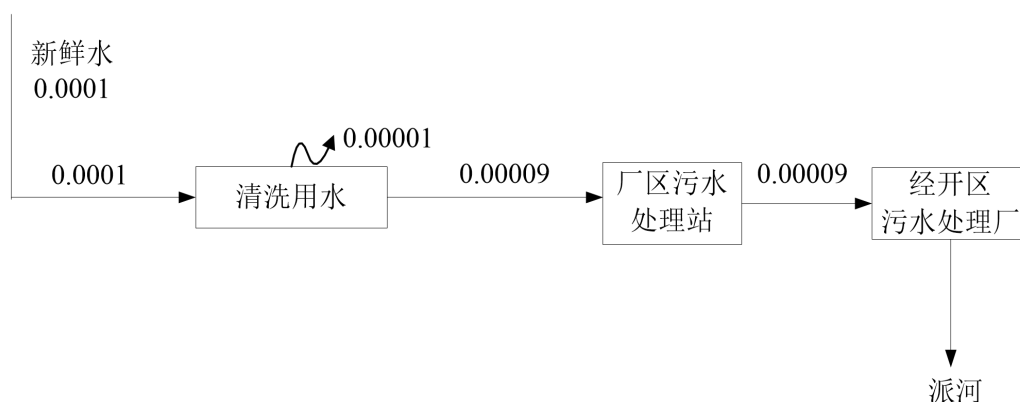 新鲜水
0.0001
0.00001
0.0001
清洗用水
0.00009
厂区污水
处理站
0.00009
经开区
污水处理厂
派河